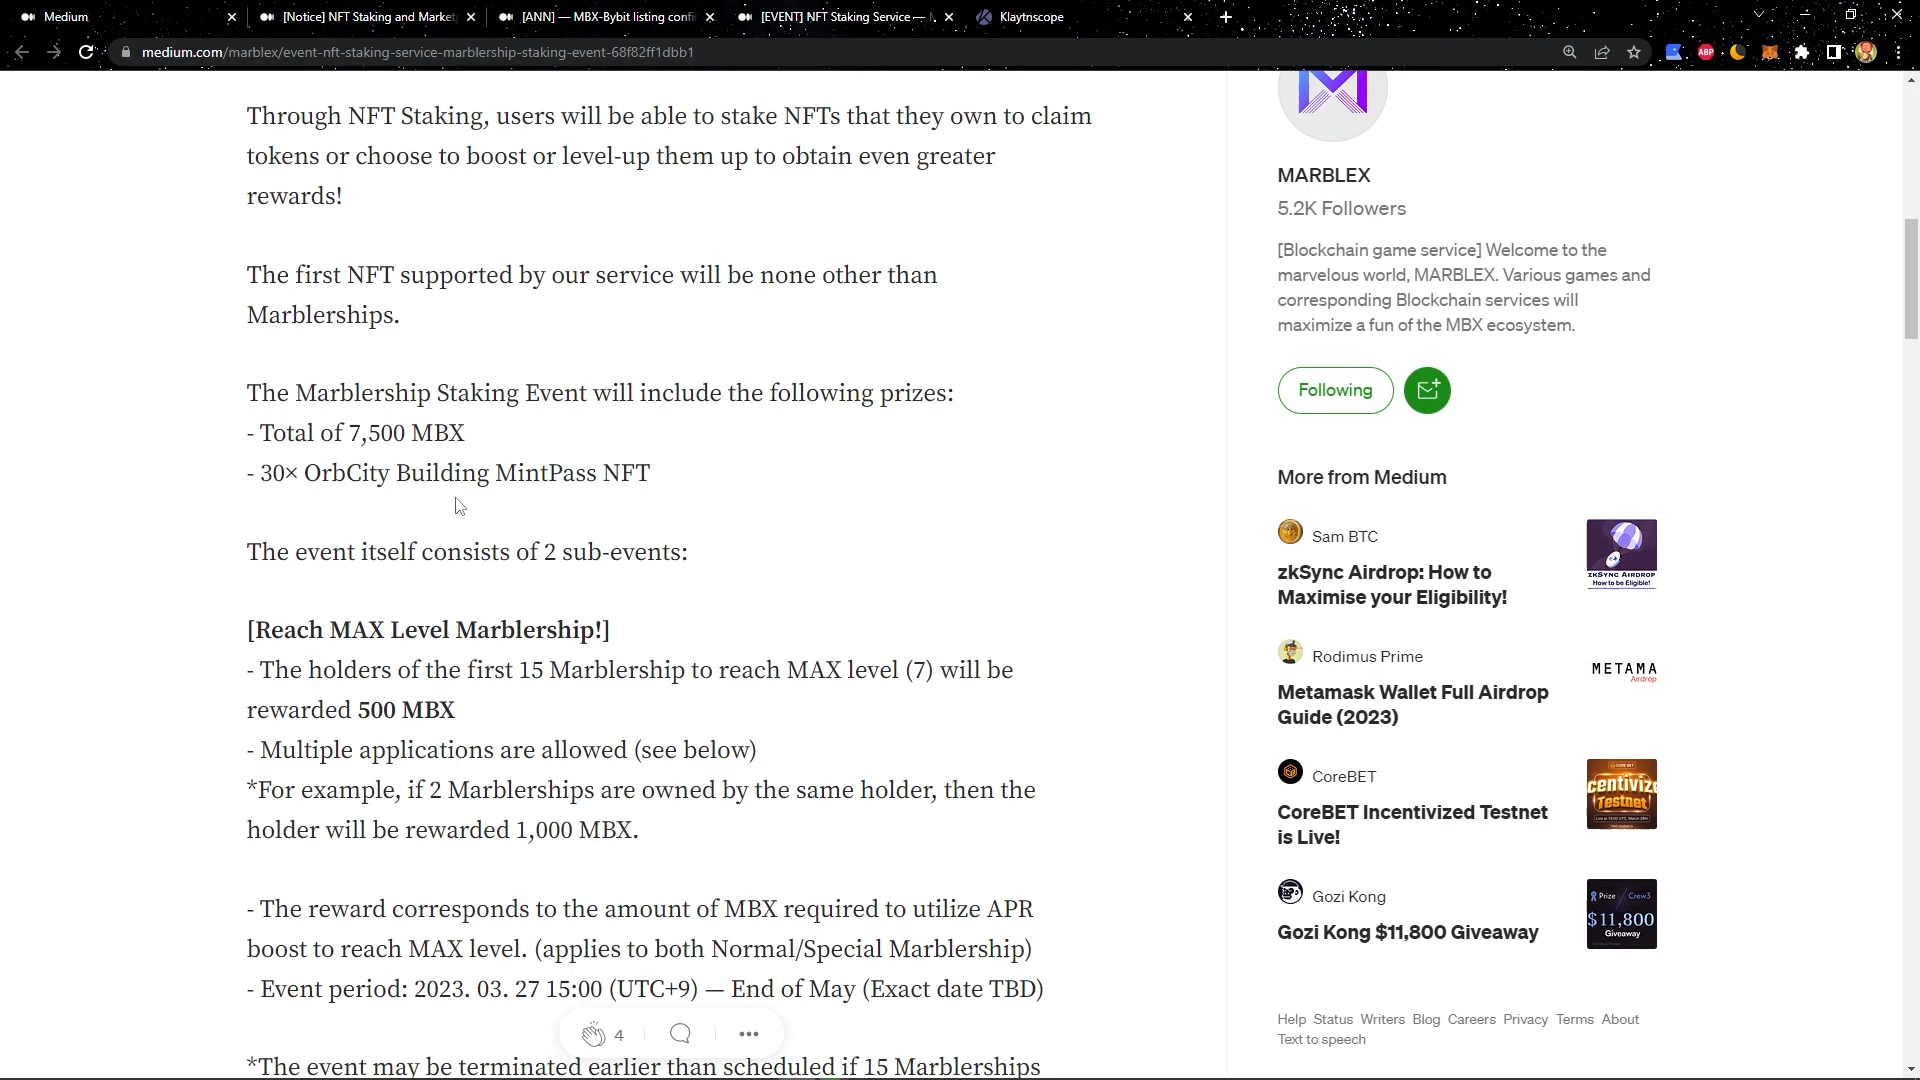 Medium
[Notice] NFT Staking and Market
[ANN] — MBX-Bybit listing confi
[EVENT] NFT Staking Service —
Klaytnscope
medium.com/marblex/event-nft-staking-service-marblership-staking-event-68f82ff1dbb1
ABP
Through NFT Staking, users will be able to stake NFTs that they own to claim
tokens or choose to boost or level-up them up to obtain even greater
rewards!
The first NFT supported by our service will be none other than
Marblerships.
The Marblership Staking Event will include the following prizes:
- Total of 7,500 MBX
- 30× OrbCity Building MintPass NFT
The event itself consists of 2 sub-events:
[Reach MAX Level Marblership!]
- The holders of the first 15 Marblership to reach MAX level (7) will be
rewarded 500 MBX
- Multiple applications are allowed (see below)
*For example, if 2 Marblerships are owned by the same holder, then the
holder will be rewarded 1,000 MBX.
- The reward corresponds to the amount of MBX required to utilize APR
boost to reach MAX level. (applies to both Normal/Special Marblership)
- Event period: 2023. 03. 27 15:00 (UTC+9) — End of May (Exact date TBD)
4
*The event may be terminated earlier than scheduled if 15 Marblerships
MARBLEX
5.2K Followers
[Blockchain game service] Welcome to the
marvelous world, MARBLEX. Various games and
corresponding Blockchain services will
maximize a fun of the MBX ecosystem.
Following
More from Medium
Sam BTC
zkSync Airdrop: How to
Maximise your Eligibility!
zkSync Airdrop
How to be Eligible!
Rodimus Prime
Metamask Wallet Full Airdrop
Guide (2023)
METAMA
Airdrop
CoreBET
CoreBET Incentivized Testnet
is Live!
centivize
Testnet
Gozi Kong
Gozi Kong $11,800 Giveaway
Prize / Crew3
$11,800
Giveaway
Help Status Writers Blog Careers Privacy Terms About
Text to speech